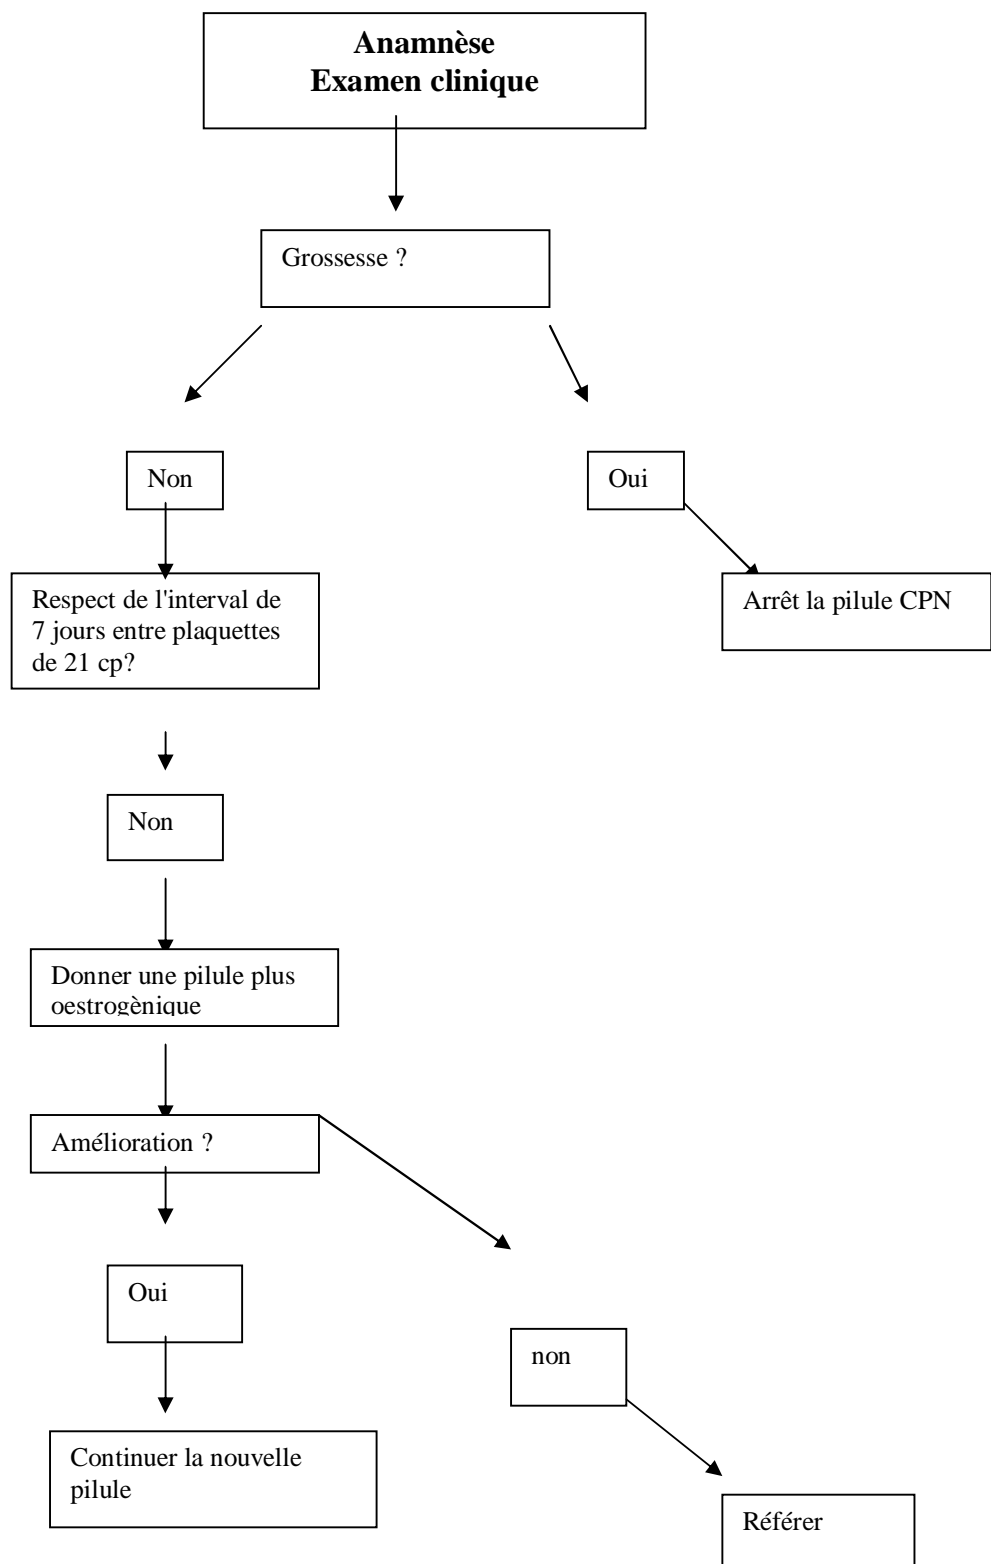 Anamnèse
Examen clinique
Grossesse ?
Non
Oui
Respect de l'interval de
7 jours entre plaquettes
de 21 cp?
Arrêt la pilule CPN
Non
Donner une pilule plus
oestrogènique
Amélioration ?
Oui
non
Continuer la nouvelle
pilule
Référer